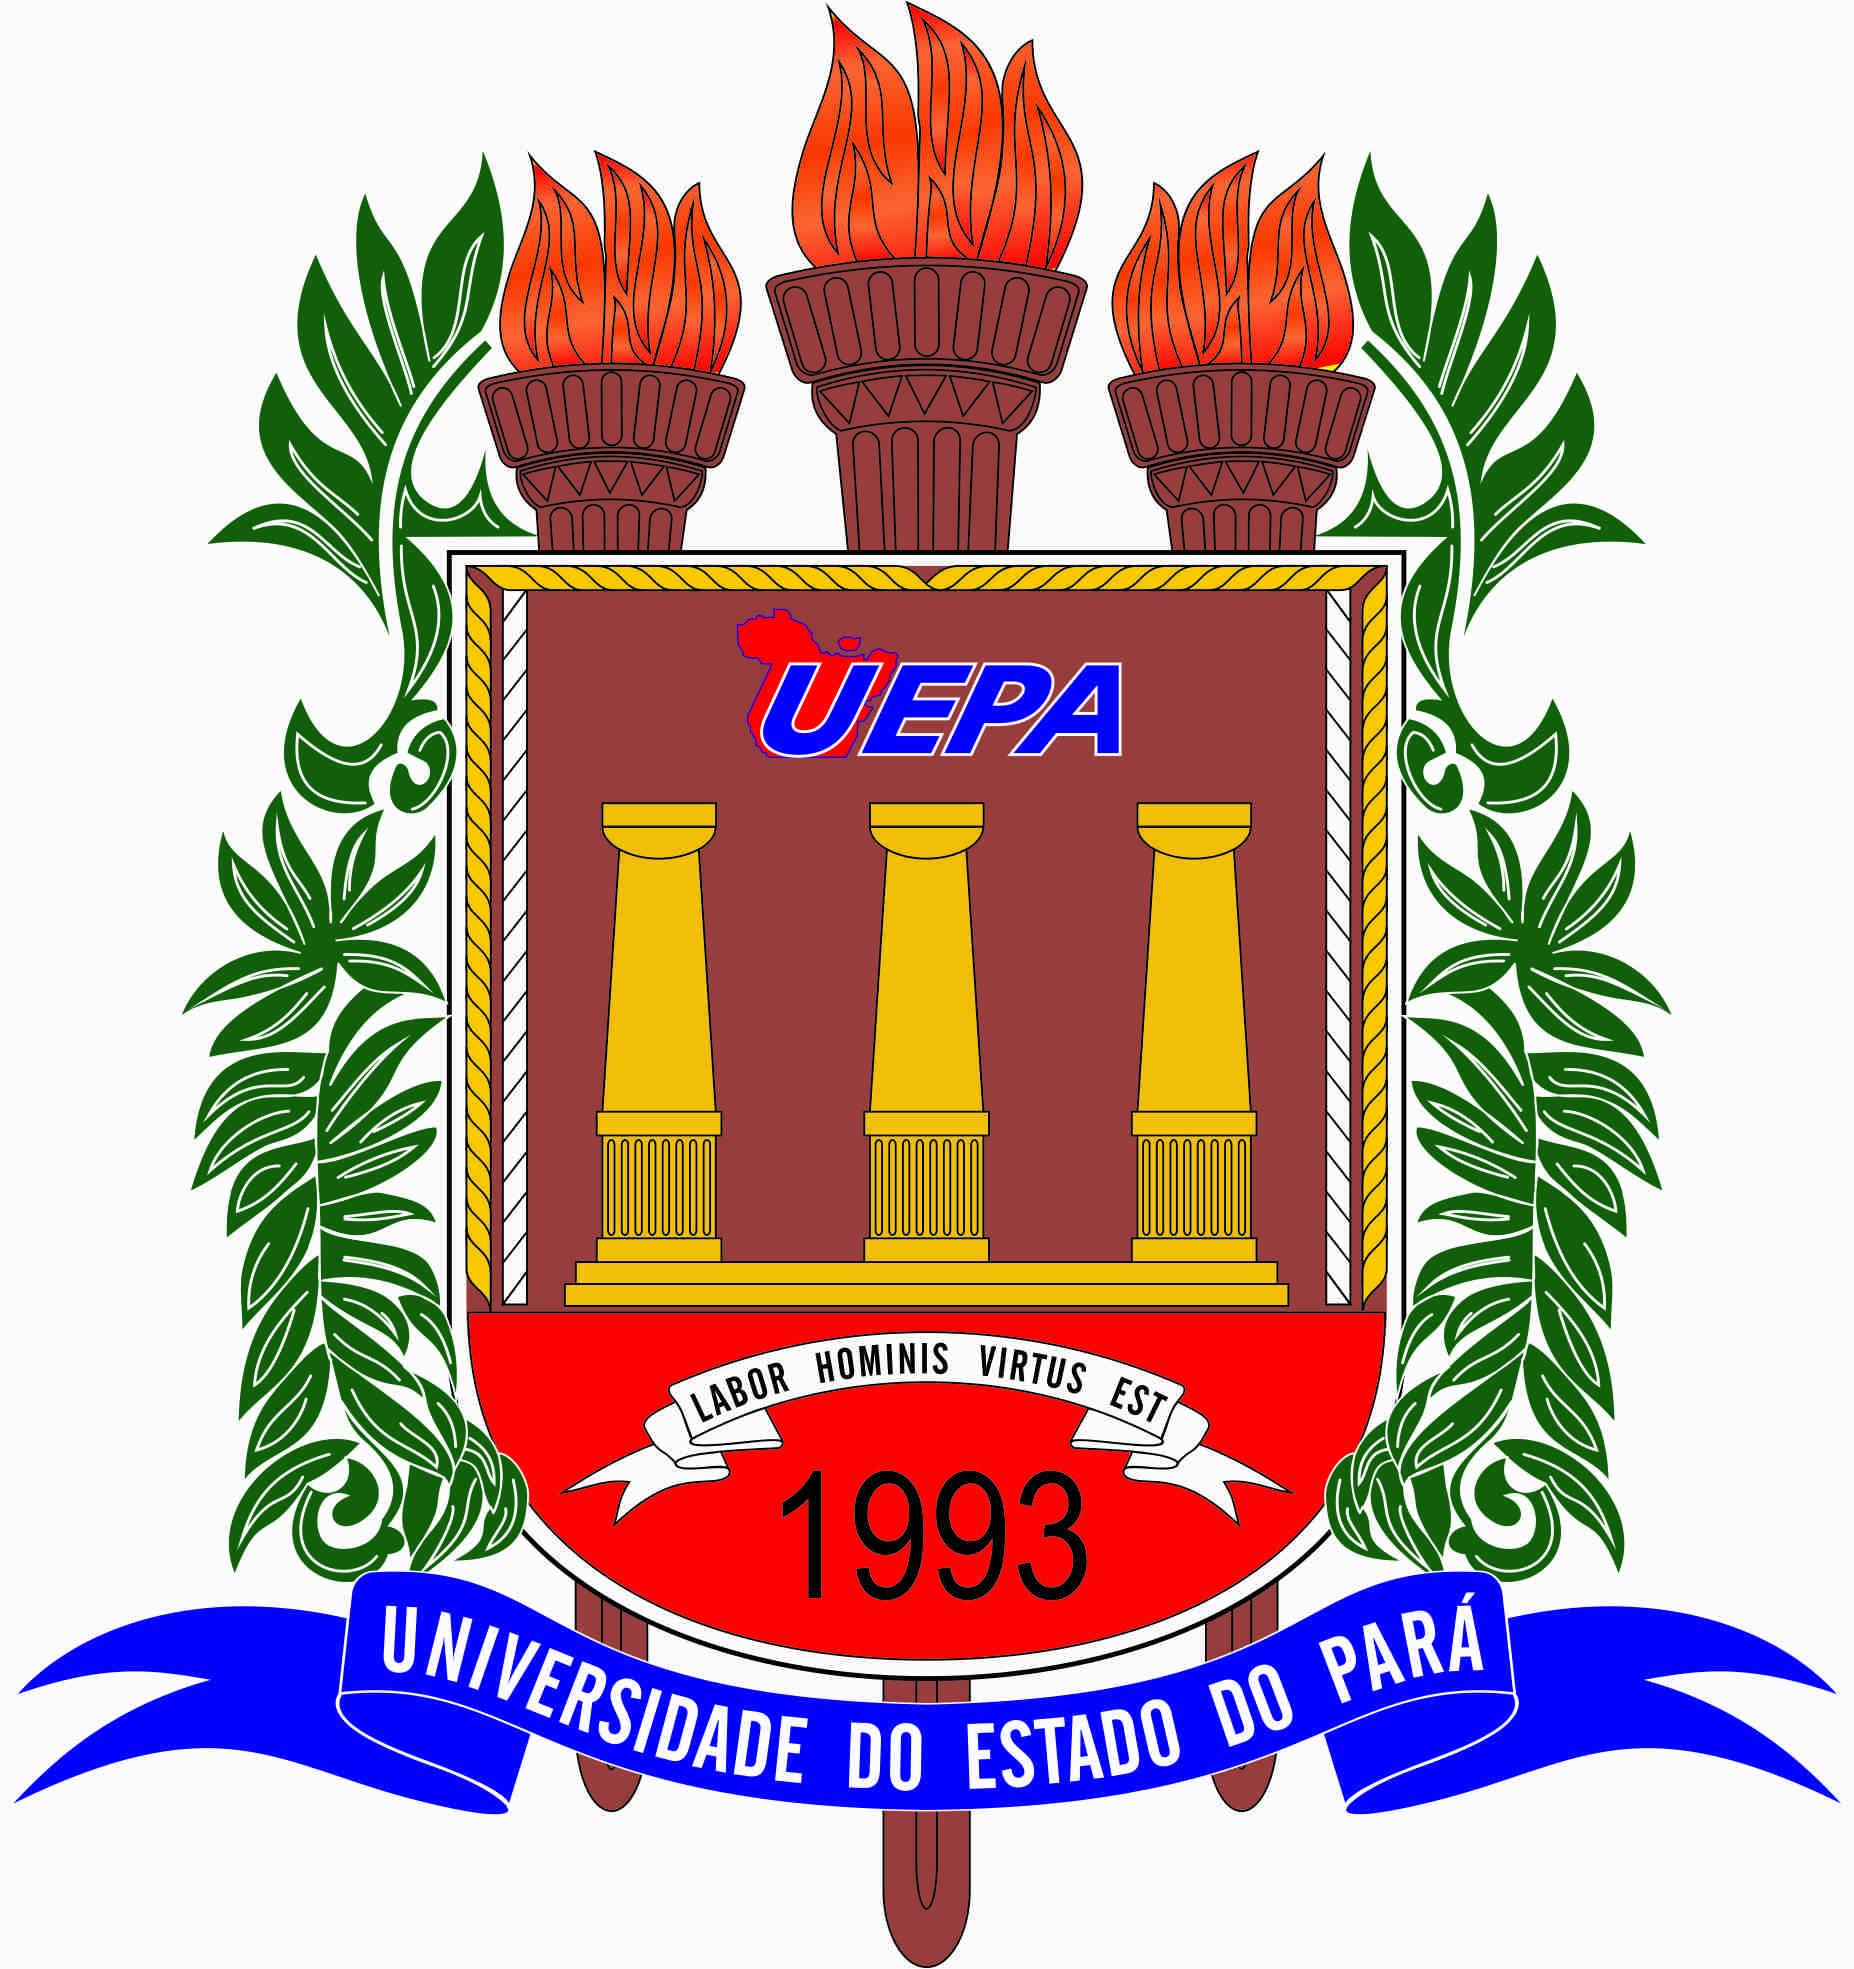 UEPA
LABOR HOMINIS VIRTUS EST
1993
UNIVERSIDADE DO ESTADO DO PARÁ